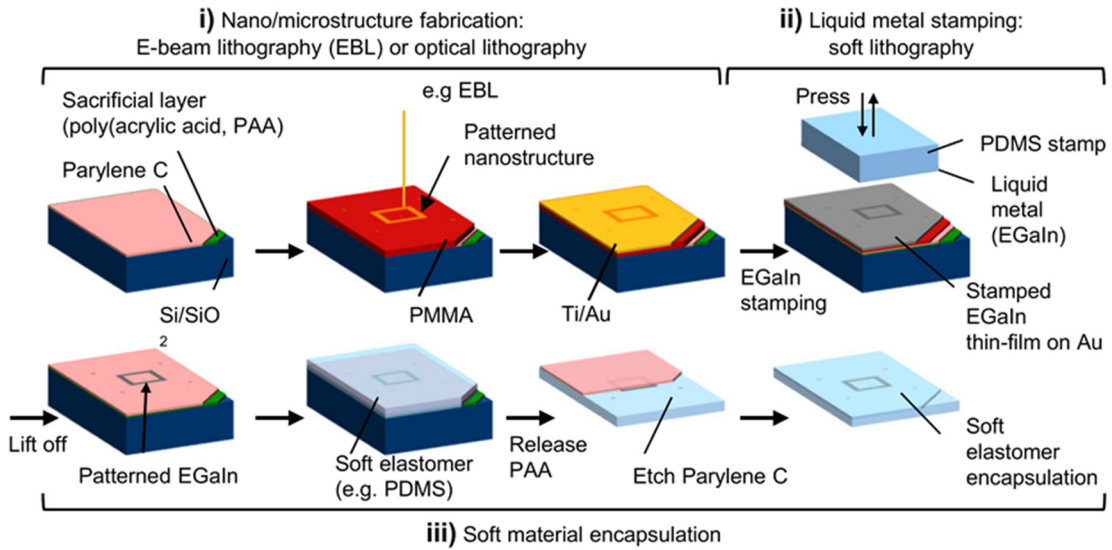 i) Nano/microstructure fabrication:
E-beam lithography (EBL) or optical lithography
ii) Liquid metal stamping:
soft lithography
Sacrificial layer
(poly(acrylic acid, PAA)
Parylene C
Si/SiO
2
e.g EBL
Patterned
nanostructure
PMMA
Ti/Au
EGaIn
stamping
Press
PDMS stamp
Liquid
metal
(EGaIn)
Stamped
EGaIn
thin-film on Au
Lift off
Patterned EGaIn
Soft elastomer
(e.g. PDMS)
Release
PAA
Etch Parylene C
Soft
elastomer
encapsulation
iii) Soft material encapsulation